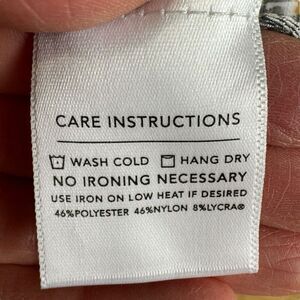 CARE INSTRUCTIONS
WASH COLD HANG DRY
NO IRONING NECESSARY
USE IRON ON LOW HEAT IF DESIRED
46%POLYESTER 46%NYLON 8%LYCRA®